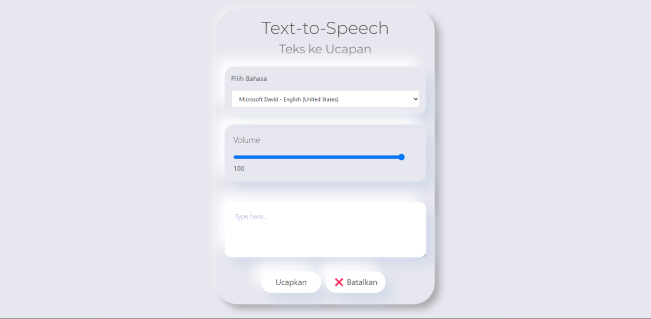 Text-to-Speech
Teks ke Ucapan
Pilih Bahasa
Microsoft David - English (United States)
Volume
100
Type here...
Ucapkan
❌ Batalkan